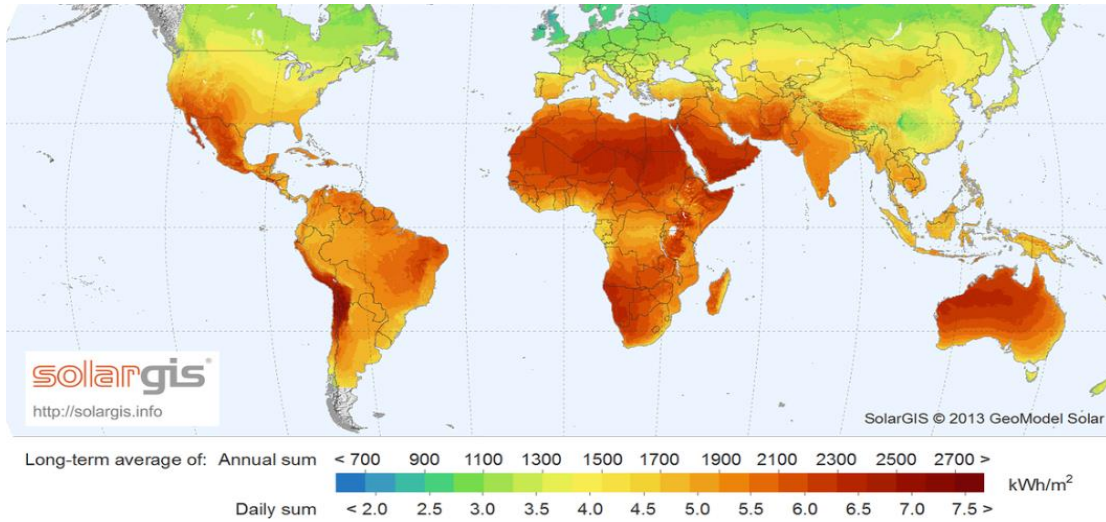 solargis
http://solargis.info
SolarGIS © 2013 GeoModel Solar
Long-term average of: Annual sum < 700 900 1100 1300 1500 1700 1900 2100 2300 2500 2700 >
kWh/m²
Daily sum < 2.0 2.5 3.0 3.5 4.0 4.5 5.0 5.5 6.0 6.5 7.0 7.5 >